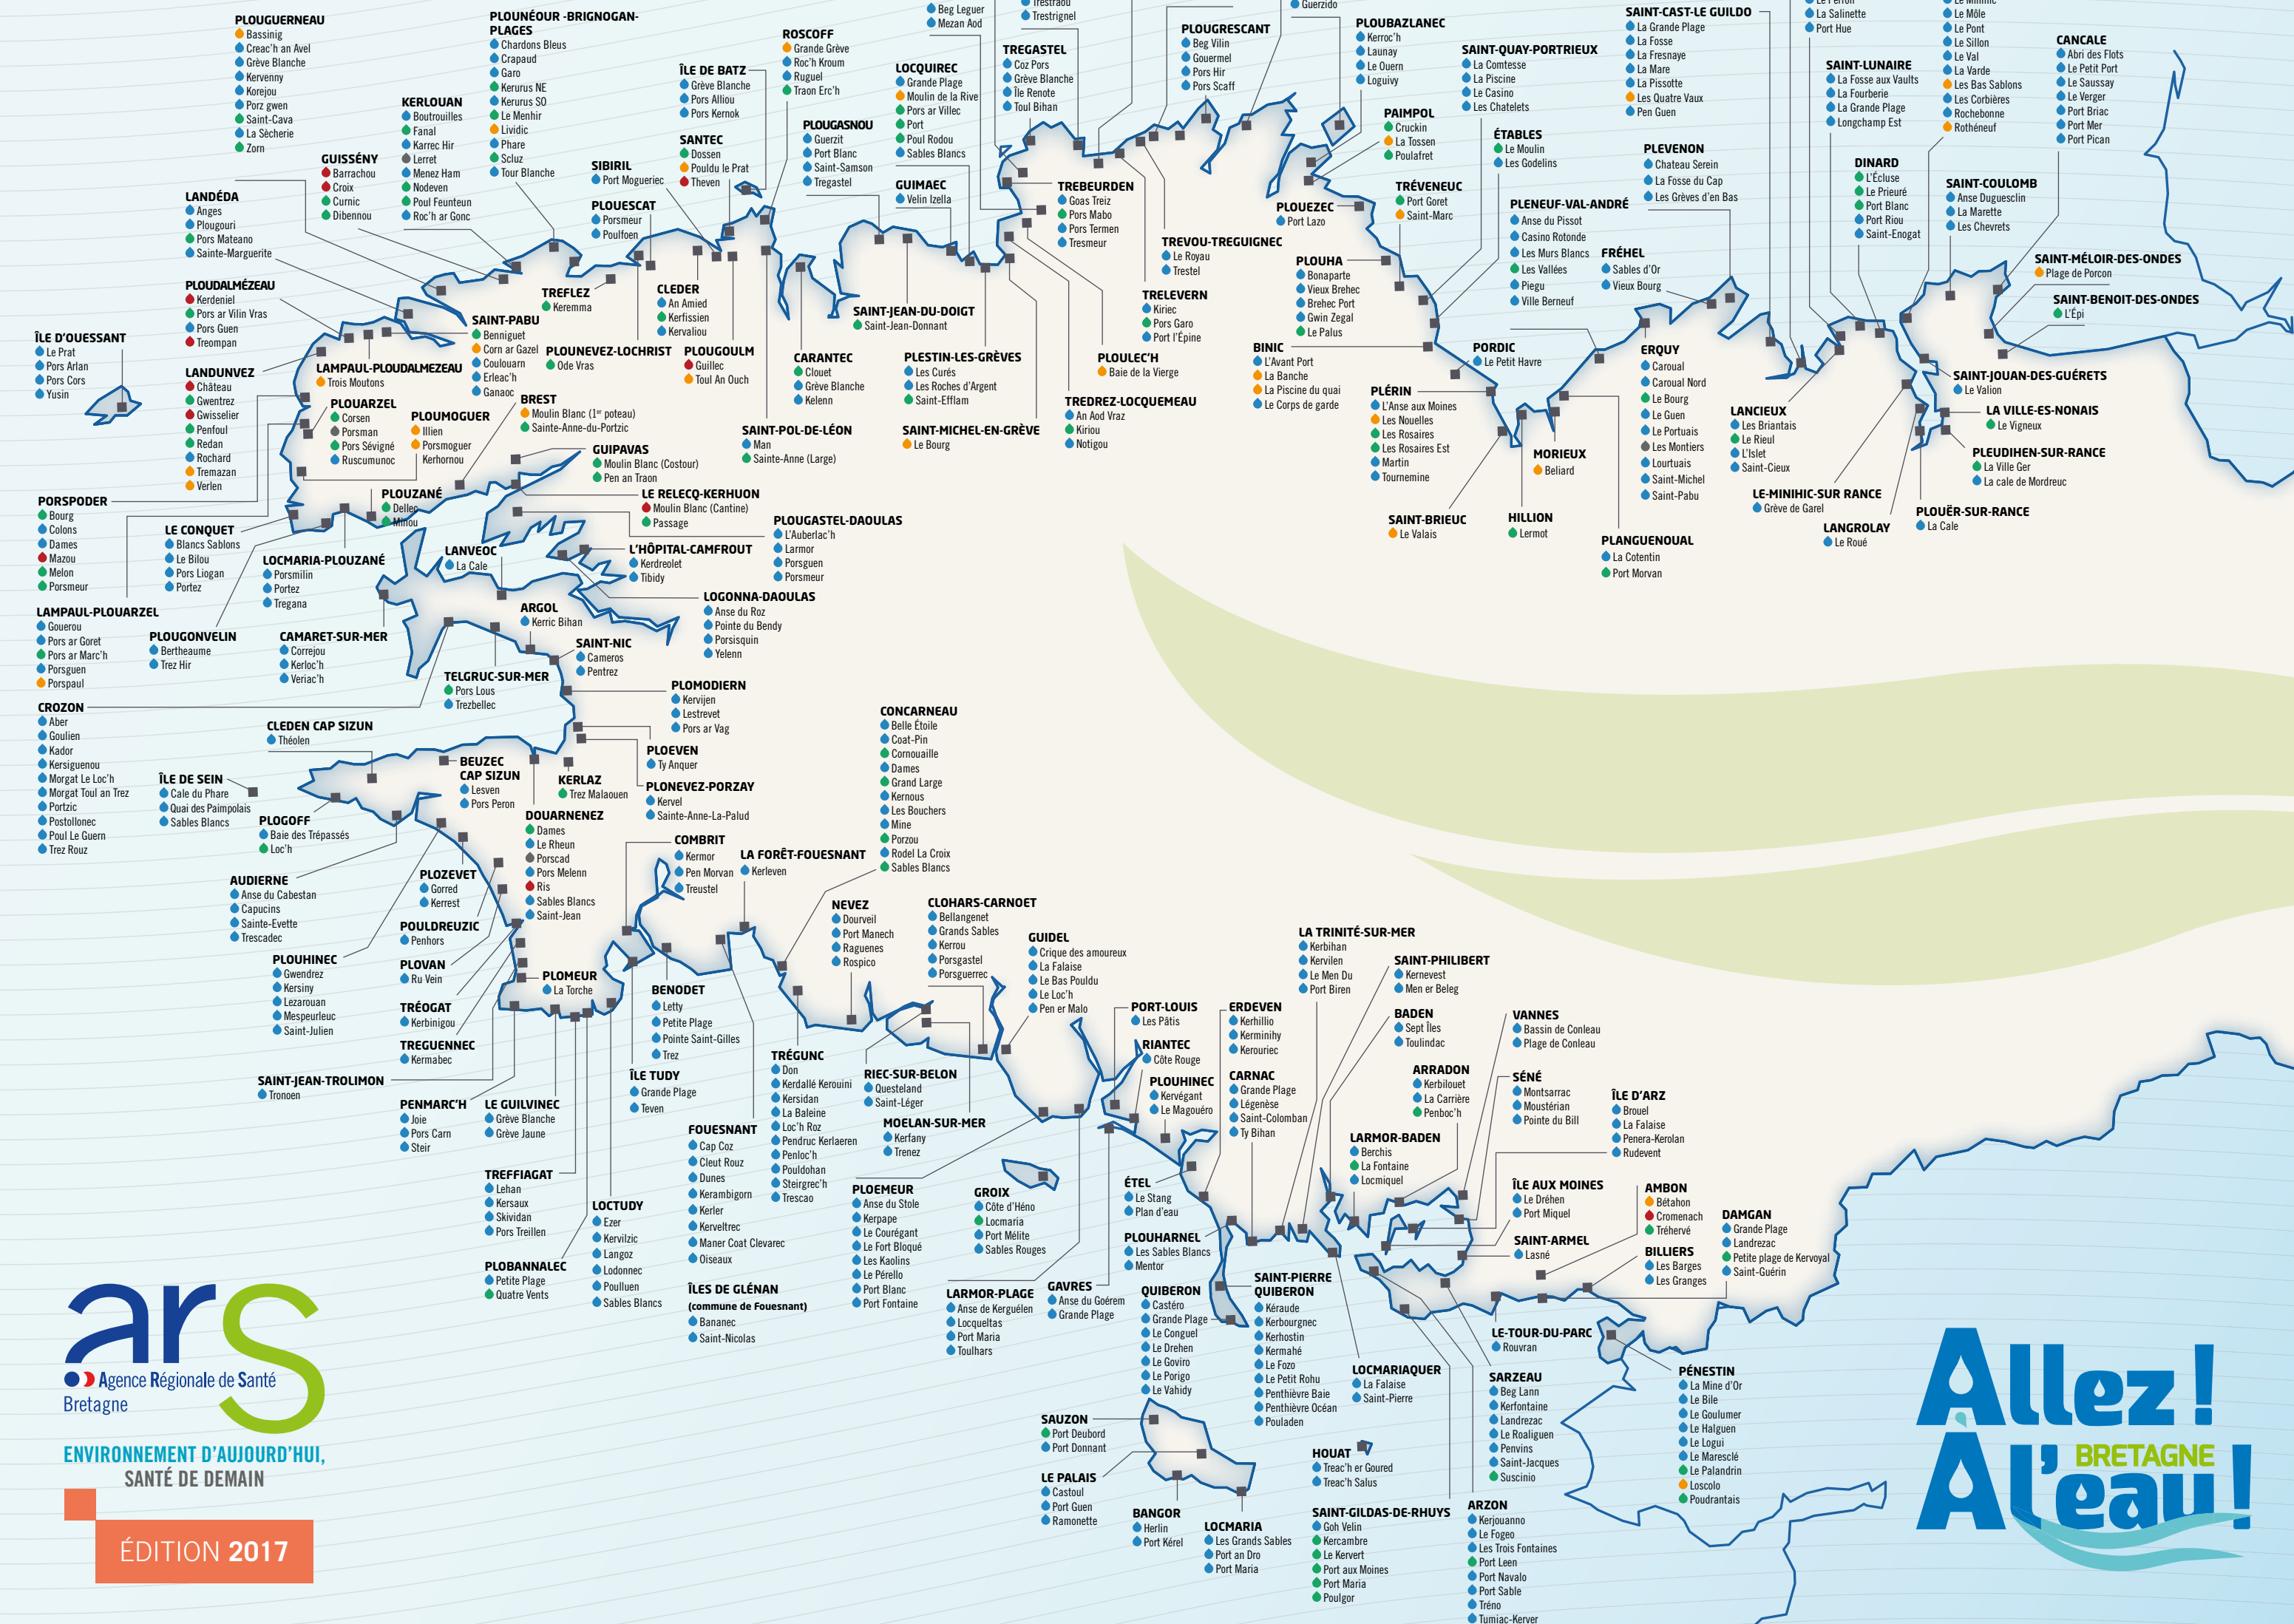 PLOUGUERNEAU
Bassinig
Creac'h an Avel
Grève Blanche
Kervenny
Korejou
Porz gwen
Saint-Cava
La Sècherie
Zorn
PLOUNÉOUR -BRIGNOGAN-
PLAGES
Chardons Bleus
Crapaud
Garo
Kerurus NE
Kerurus SO
Le Menhir
Lividic
Phare
Scluz
Tour Blanche
KERLOUAN
Boutrouilles
Fanal
Karrec Hir
Lerret
Menez Ham
Nodeven
Poul Feunteun
Roc'h ar Gonc
GUISSÉNY
Barrachou
Croix
Curnic
Dibennou
LANDÉDA
Anges
Plougouri
Pors Mateano
Sainte-Marguerite
PLOUDALMÉZEAU
Kerdeniel
Pors ar Vilin Vras
Pors Guen
Treompan
ÎLE D'OUESSANT
Le Prat
Pors Arlan
Pors Cors
Yusin
LANDUNVEZ
Château
Gwentrez
Gwisselier
Penfoul
Redan
Rochard
Tremazan
Verlen
LAMPAUL-PLOUDALMEZEAU
Trois Moutons
SAINT-PABU
Benniguet
Corn ar Gazel
Coulouarn
Erleac'h
Ganaoc
PLOUARZEL
Corsen
Porsman
Pors Sévigné
Ruscumunoc
PLOUMOGUER
Illien
Porsmoguer
Kerhornou
BREST
Moulin Blanc (1er poteau)
Sainte-Anne-du-Portzic
ROSCOFF
Grande Grève
Roc'h Kroum
Ruguel
Traon Erc'h
ÎLE DE BATZ
Grève Blanche
Pors Alliou
Pors Kernok
SANTEC
Dossen
Pouldu le Prat
Theven
SIBIRIL
Port Mogueriec
PLOUESCAT
Porsmeur
Poulfoen
TREFLEZ
Keremma
CLEDER
An Amied
Kerfissien
Kervaliou
PLOUNEVEZ-LOCHRIST
Ode Vras
PLOUGOULM
Guillec
Toul An Ouch
Beg Leguer
Mezan Aod
LOCQUIREC
Grande Plage
Moulin de la Rive
Pors ar Villec
Port
Poul Rodou
Sables Blancs
PLOUGASNOU
Guerzit
Port Blanc
Saint-Samson
Tregastel
GUIMAEC
Velin Izella
SAINT-JEAN-DU-DOIGT
Saint-Jean-Donnant
CARANTEC
Clouet
Grève Blanche
Kelenn
PLESTIN-LES-GRÈVES
Les Curés
Les Roches d'Argent
Saint-Efflam
SAINT-POL-DE-LÉON
Man
Sainte-Anne (Large)
SAINT-MICHEL-EN-GRÈVE
Le Bourg
Trestraou
Trestrignel
TREGASTEL
Coz Pors
Grève Blanche
Île Renote
Toul Bihan
TREBEURDEN
Goas Treiz
Pors Mabo
Pors Termen
Tresmeur
PLOULEC'H
Baie de la Vierge
TREDREZ-LOCQUEMEAU
An Aod Vraz
Kiriou
Notigou
PLOUGRESCANT
Beg Vilin
Gouermel
Pors Hir
Pors Scaff
TREVOU-TREGUIGNEC
Le Royau
Trestel
TRELEVERN
Kiriec
Pors Garo
Port l'Épine
Guerzido
PLOUBAZLANEC
Kerroc'h
Launay
Le Ouern
Loguivy
PAIMPOL
Cruckin
La Tossen
Poulafret
PLOUEZEC
Port Lazo
TRÉVENEUC
Port Goret
Saint-Marc
PLOUHA
Bonaparte
Vieux Brehec
Brehec Port
Gwin Zegal
Le Palus
BINIC
L'Avant Port
La Banche
La Piscine du quai
Le Corps de garde
SAINT-QUAY-PORTRIEUX
La Comtesse
La Piscine
Le Casino
Les Chatelets
ÉTABLES
Le Moulin
Les Godelins
PLENEUF-VAL-ANDRÉ
Anse du Pissot
Casino Rotonde
Les Murs Blancs
Les Vallées
Piegu
Ville Berneuf
PORDIC
Le Petit Havre
PLÉRIN
L'Anse aux Moines
Les Nouelles
Les Rosaires
Les Rosaires Est
Martin
Tournemine
SAINT-BRIEUC
Le Valais
HILLION
Lermot
MORIEUX
Beliard
PLANGUENOUAL
La Cotentin
Port Morvan
SAINT-CAST-LE GUILDO
La Grande Plage
La Fosse
La Fresnaye
La Mare
La Pissotte
Les Quatre Vaux
Pen Guen
PLEVENON
Chateau Serein
La Fosse du Cap
Les Grèves d'en Bas
FRÉHEL
Sables d'Or
Vieux Bourg
ERQUY
Caroual
Caroual Nord
Le Bourg
Le Guen
Le Portuais
Les Montiers
Lourtuais
Saint-Michel
Saint-Pabu
La Salinette
Port Hue
SAINT-LUNAIRE
La Fosse aux Vaults
La Fourberie
La Grande Plage
Longchamp Est
DINARD
L'Écluse
Le Prieuré
Port Blanc
Port Riou
Saint-Enogat
LANCIEUX
Les Briantais
Le Rieul
L'Islet
Saint-Cieux
Le Môle
Le Pont
Le Sillon
Le Val
La Varde
Les Bas Sablons
Les Corbières
Rochebonne
Rothéneuf
CANCALE
Abri des Flots
Le Petit Port
Le Saussay
Le Verger
Port Briac
Port Mer
Port Pican
SAINT-COULOMB
Anse Duguesclin
La Marette
Les Chevrets
SAINT-MÉLOIR-DES-ONDES
Plage de Porcon
SAINT-BENOIT-DES-ONDES
L'Épi
SAINT-JOUAN-DES-GUÉRETS
Le Valion
LA VILLE-ES-NONAIS
Le Vigneux
PLEUDIHEN-SUR-RANCE
La Ville Ger
La cale de Mordreuc
LE-MINIHIC-SUR RANCE
Grève de Garel
LANGROLAY
Le Roué
PLOUËR-SUR-RANCE
La Cale
GUIPAVAS
Moulin Blanc (Costour)
Pen an Traon
LE RELECQ-KERHUON
Moulin Blanc (Cantine)
Passage
PLOUGASTEL-DAOULAS
L'Auberlac'h
Larmor
Porsguen
Porsmeur
L'HÔPITAL-CAMFROUT
Kerdreolet
Tibidy
LOGONNA-DAOULAS
Anse du Roz
Pointe du Bendy
Porsisquin
Yelenn
PORSPODER
Bourg
Colons
Dames
Mazou
Melon
Porsmeur
LE CONQUET
Blancs Sablons
Le Bilou
Pors Liogan
Portez
PLOUZANÉ
Dellec
Minou
LOCMARIA-PLOUZANÉ
Porsmilin
Portez
Tregana
LANVEOC
La Cale
LAMPAUL-PLOUARZEL
Gouerou
Pors ar Goret
Pors ar Marc'h
Porsguen
Porspaul
PLOUGONVELIN
Bertheaume
Trez Hir
CAMARET-SUR-MER
Correjou
Kerloc'h
Veriac'h
ARGOL
Kerric Bihan
SAINT-NIC
Cameros
Pentrez
TELGRUC-SUR-MER
Pors Lous
Trezbellec
PLOMODIERN
Kervijen
Lestrevet
Pors ar Vag
PLOEVEN
Ty Anquer
PLONEVEZ-PORZAY
Kervel
Sainte-Anne-La-Palud
KERLAZ
Trez Malaouen
CROZON
Aber
Goulien
Kador
Kersiguenou
Morgat Le Loc'h
Morgat Toul an Trez
Portzic
Postollonec
Poul Le Guern
Trez Rouz
CLEDEN CAP SIZUN
Théolen
ÎLE DE SEIN
Cale du Phare
Quai des Paimpolais
Sables Blancs
PLOGOFF
Baie des Trépassés
Loc'h
BEUZEC
CAP SIZUN
Lesven
Pors Peron
DOUARNENEZ
Dames
Le Rheun
Porscad
Pors Melenn
Ris
Sables Blancs
Saint-Jean
AUDIERNE
Anse du Cabestan
Capucins
Sainte-Evette
Trescadec
PLOZEVET
Gorred
Kerrest
POULDREUZIC
Penhors
PLOUHINEC
Gwendrez
Kersiny
Lezarouan
Mespeurleuc
Saint-Julien
PLOVAN
Ru Vein
TRÉOGAT
Kerbinigou
TREGUENNEC
Kermabec
SAINT-JEAN-TROLIMON
Tronoen
PLOMEUR
La Torche
PENMARC'H
Joie
Pors Carn
Steir
LE GUILVINEC
Grève Blanche
Grève Jaune
TREFFIAGAT
Lehan
Kersaux
Skividan
Pors Treillen
PLOBANNALEC
Petite Plage
Quatre Vents
LOCTUDY
Ezer
Kervilzic
Langoz
Lodonnec
Poulluen
Sables Blancs
COMBRIT
Kermor
Pen Morvan
Treustel
LA FORÊT-FOUESNANT
Kerleven
CONCARNEAU
Belle Étoile
Coat-Pin
Cornouaille
Dames
Grand Large
Kernous
Les Bouchers
Mine
Porzou
Rodel La Croix
Sables Blancs
BENODET
Letty
Petite Plage
Pointe Saint-Gilles
Trez
ÎLE TUDY
Grande Plage
Teven
FOUESNANT
Cap Coz
Cleut Rouz
Dunes
Kerambigorn
Kerler
Kerveltrec
Maner Coat Clevarec
Oiseaux
ÎLES DE GLÉNAN
(commune de Fouesnant)
Bananec
Saint-Nicolas
TRÉGUNC
Don
Kerdallé Kerouini
Kersidan
La Baleine
Loc'h Roz
Pendruc Kerlaeren
Penloc'h
Pouldohan
Steirgrec'h
Trescao
NEVEZ
Dourveil
Port Manech
Raguenes
Rospico
CLOHARS-CARNOET
Bellangenet
Grands Sables
Kerrou
Porsgastel
Porsguerrec
RIEC-SUR-BELON
Questeland
Saint-Léger
MOELAN-SUR-MER
Kerfany
Trenez
GUIDEL
Crique des amoureux
La Falaise
Le Bas Pouldu
Le Loc'h
Pen er Malo
PLOEMEUR
Anse du Stole
Kerpape
Le Courégant
Le Fort Bloqué
Les Kaolins
Le Pérello
Port Blanc
Port Fontaine
GROIX
Côte d'Héno
Locmaria
Port Mélite
Sables Rouges
LARMOR-PLAGE
Anse de Kerguélen
Locqueltas
Port Maria
Toulhars
GAVRES
Anse du Goérem
Grande Plage
PORT-LOUIS
Les Pâtis
RIANTEC
Côte Rouge
PLOUHINEC
Kervégant
Le Magouéro
ÉTEL
Le Stang
Plan d'eau
PLOUHARNEL
Les Sables Blancs
Mentor
ERDEVEN
Kerhillio
Kerminihy
Kerouriec
CARNAC
Grande Plage
Légenèse
Saint-Colomban
Ty Bihan
QUIBERON
Castéro
Grande Plage
Le Conguel
Le Drehen
Le Goviro
Le Porigo
Le Vahidy
SAINT-PIERRE
QUIBERON
Kéraude
Kerbourgnec
Kerhostin
Kermahé
Le Fozo
Le Petit Rohu
Penthièvre Baie
Penthièvre Océan
Pouladen
LA TRINITÉ-SUR-MER
Kerbihan
Kervilen
Le Men Du
Port Biren
SAINT-PHILIBERT
Kernevest
Men er Beleg
BADEN
Sept Îles
Toulindac
ARRADON
Kerbilouet
La Carrière
Penboc'h
LARMOR-BADEN
Berchis
La Fontaine
Locmiquel
VANNES
Bassin de Conleau
Plage de Conleau
SÉNÉ
Montsarrac
Moustérian
Pointe du Bill
ÎLE D'ARZ
Brouel
La Falaise
Penera-Kerolan
Rudevent
ÎLE AUX MOINES
Le Dréhen
Port Miquel
SAINT-ARMEL
Lasné
AMBON
Bétahon
Cromenach
Tréhervé
BILLIERS
Les Barges
Les Granges
DAMGAN
Grande Plage
Landrezac
Petite plage de Kervoyal
Saint-Guérin
LE-TOUR-DU-PARC
Rouvran
LOCMARIAQUER
La Falaise
Saint-Pierre
SARZEAU
Beg Lann
Kerfontaine
Landrezac
Le Roaliguen
Penvins
Saint-Jacques
Suscinio
PÉNESTIN
La Mine d'Or
Le Bile
Le Goulumer
Le Halguen
Le Logui
Le Maresclé
Le Palandrin
Loscolo
Poudrantais
SAUZON
Port Deubord
Port Donnant
LE PALAIS
Castoul
Port Guen
Ramonette
BANGOR
Herlin
Port Kérel
LOCMARIA
Les Grands Sables
Port an Dro
Port Maria
HOUAT
Treac'h er Goured
Treac'h Salus
SAINT-GILDAS-DE-RHUYS
Goh Velin
Kercambre
Le Kervert
Port aux Moines
Port Maria
Poulgor
ARZON
Kerjouanno
Le Fogeo
Les Trois Fontaines
Port Leen
Port Navalo
Port Sable
Tréno
Tumiac-Kerver
ars
Agence Régionale de Santé
Bretagne
ENVIRONNEMENT D'AUJOURD'HUI,
SANTÉ DE DEMAIN
ÉDITION 2017
Allez !
BRETAGNE
À l'eau !